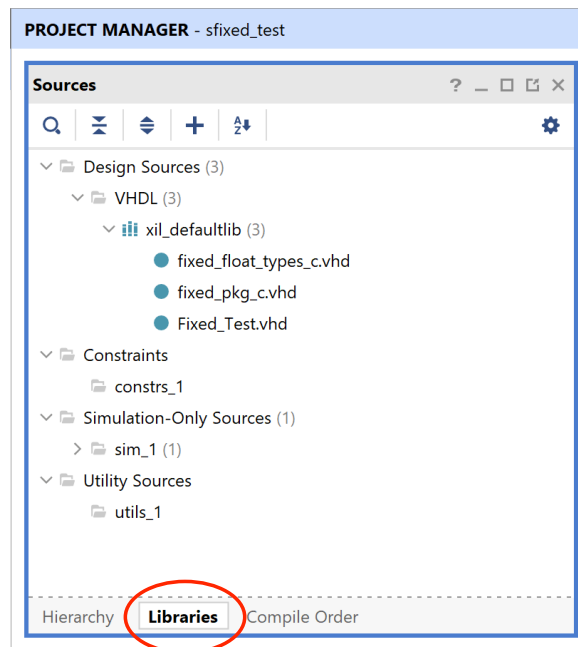 PROJECT MANAGER - sfixed_test
Sources
Design Sources (3)
VHDL (3)
xil_defaultlib (3)
fixed_float_types_c.vhd
fixed_pkg_c.vhd
Fixed_Test.vhd
Constraints
constrs_1
Simulation-Only Sources (1)
sim_1 (1)
Utility Sources
utils_1
Hierarchy Libraries Compile Order